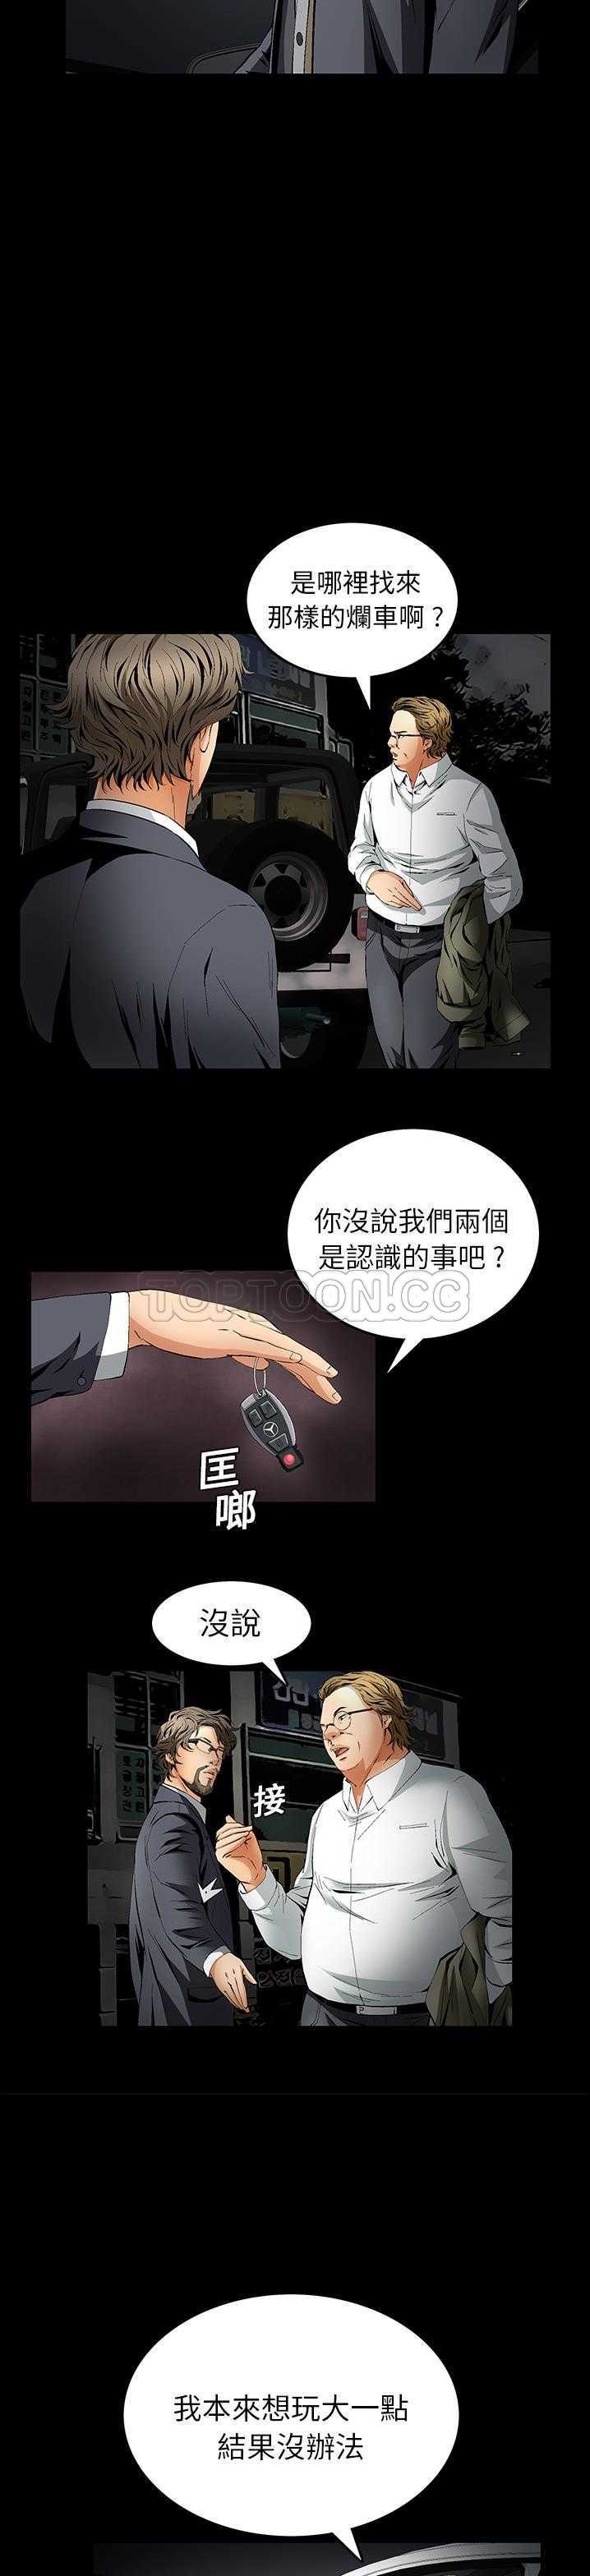 是哪裡找來
那樣的爛車啊？
你沒說我們兩個
是認識的事吧？
TOPTOON.CC
匡
啷
沒說
接
我本來想玩大一點
結果沒辦法